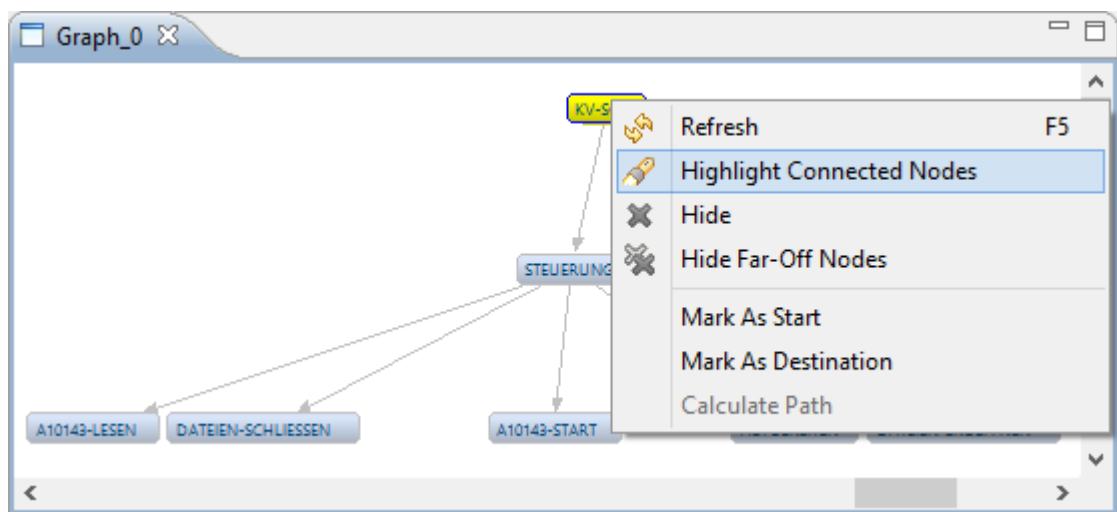 Graph_0
Refresh F5
Highlight Connected Nodes
Hide
STEUERUNG
Hide Far-Off Nodes
Mark As Start
Mark As Destination
Calculate Path
A10143-LESEN DATEIEN-SCHLIESSEN A10143-START